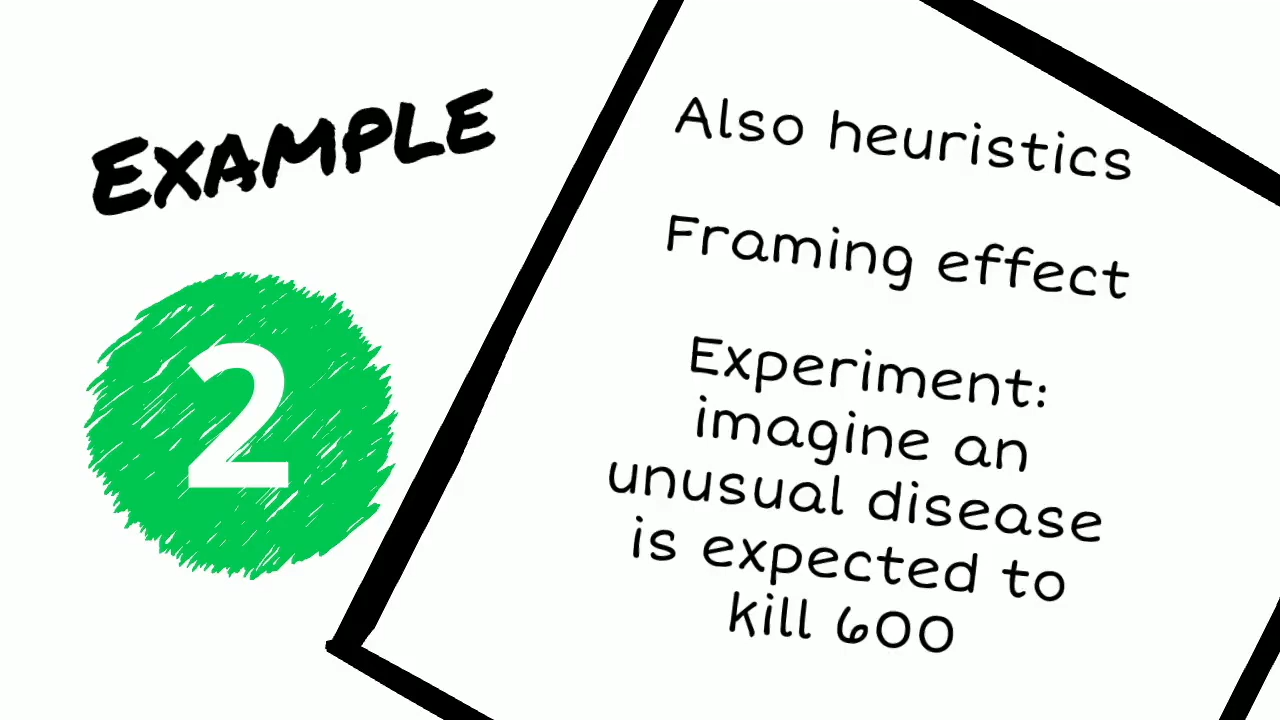 EXAMPLE
2
Also heuristics
Framing effect
Experiment:
imagine an
unusual disease
is expected to
kill 600